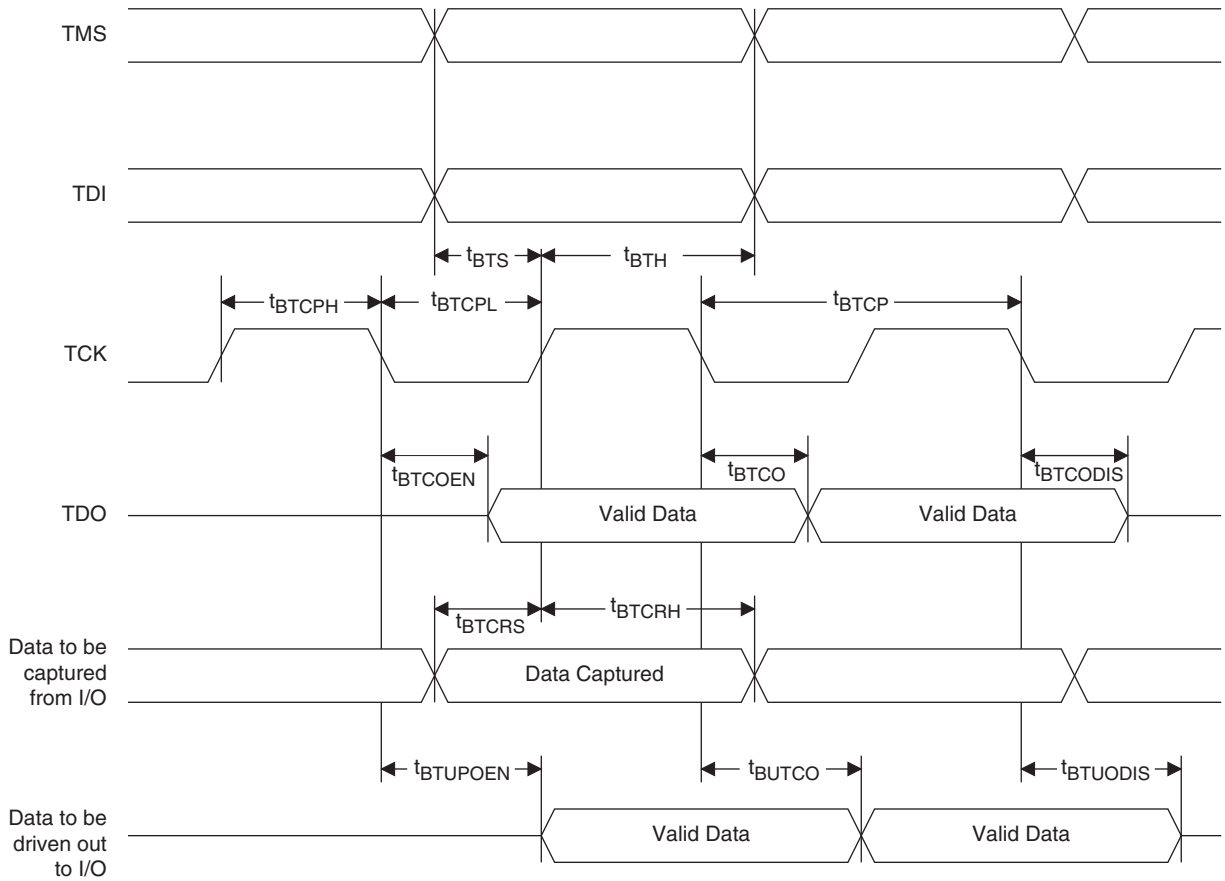 TMS
TDI
tBTS
tBTH
tBTCPH
tBTCPL
tBTCP
TCK
tBTCOEN
tBTCO
tBTCODIS
TDO
Valid Data
Valid Data
tBTCRS
tBTCRH
Data to be
captured
from I/O
Data Captured
tBTUPOEN
tBUTCO
tBTUODIS
Data to be
driven out
to I/O
Valid Data
Valid Data